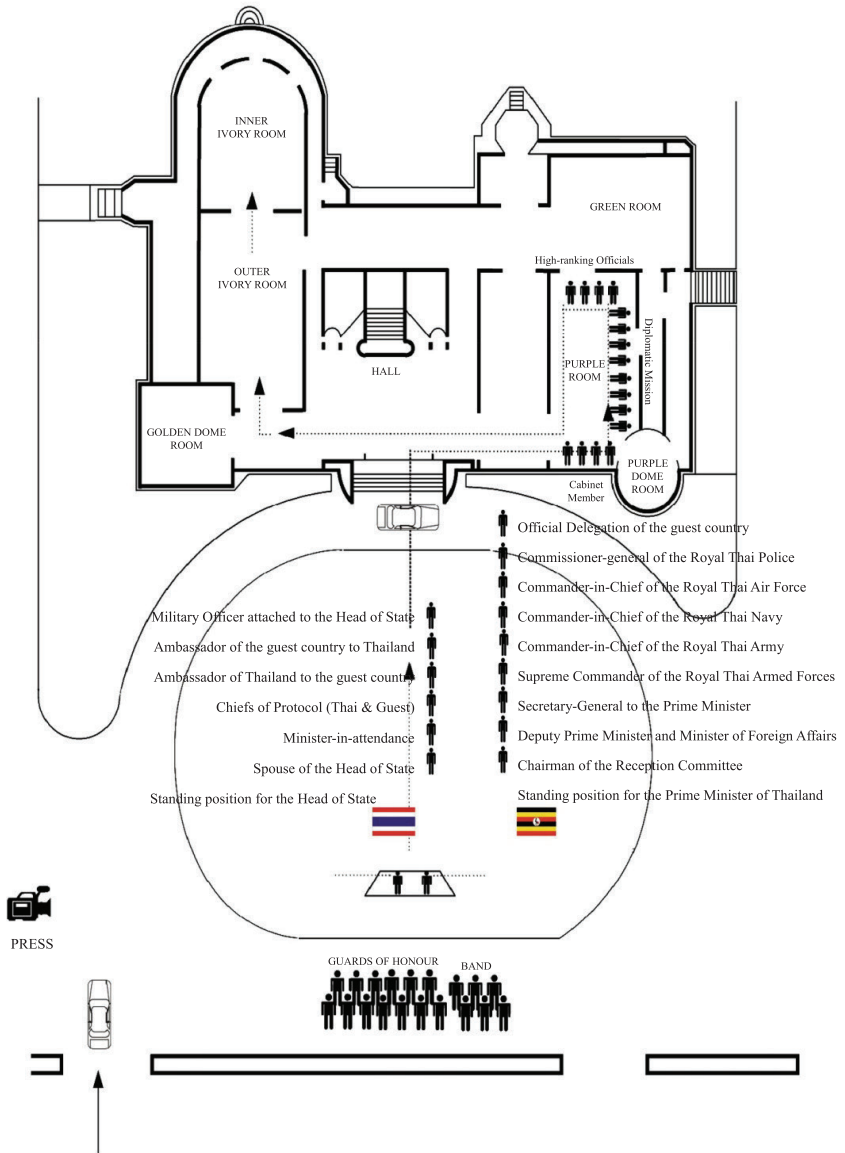 INNER
IVORY ROOM
GREEN ROOM
High-ranking Officials
OUTER
IVORY ROOM
Diplomatic Mission
PURPLE
ROOM
HALL
GOLDEN DOME
ROOM
PURPLE
DOME
ROOM
Cabinet
Member
Official Delegation of the guest country
Commissioner-general of the Royal Thai Police
Commander-in-Chief of the Royal Thai Air Force
Commander-in-Chief of the Royal Thai Navy
Commander-in-Chief of the Royal Thai Army
Supreme Commander of the Royal Thai Armed Forces
Secretary-General to the Prime Minister
Deputy Prime Minister and Minister of Foreign Affairs
Chairman of the Reception Committee
Standing position for the Prime Minister of Thailand
Military Officer attached to the Head of State
Ambassador of the guest country to Thailand
Ambassador of Thailand to the guest country
Chiefs of Protocol (Thai & Guest)
Minister-in-attendance
Spouse of the Head of State
Standing position for the Head of State
PRESS
GUARDS OF HONOUR
BAND